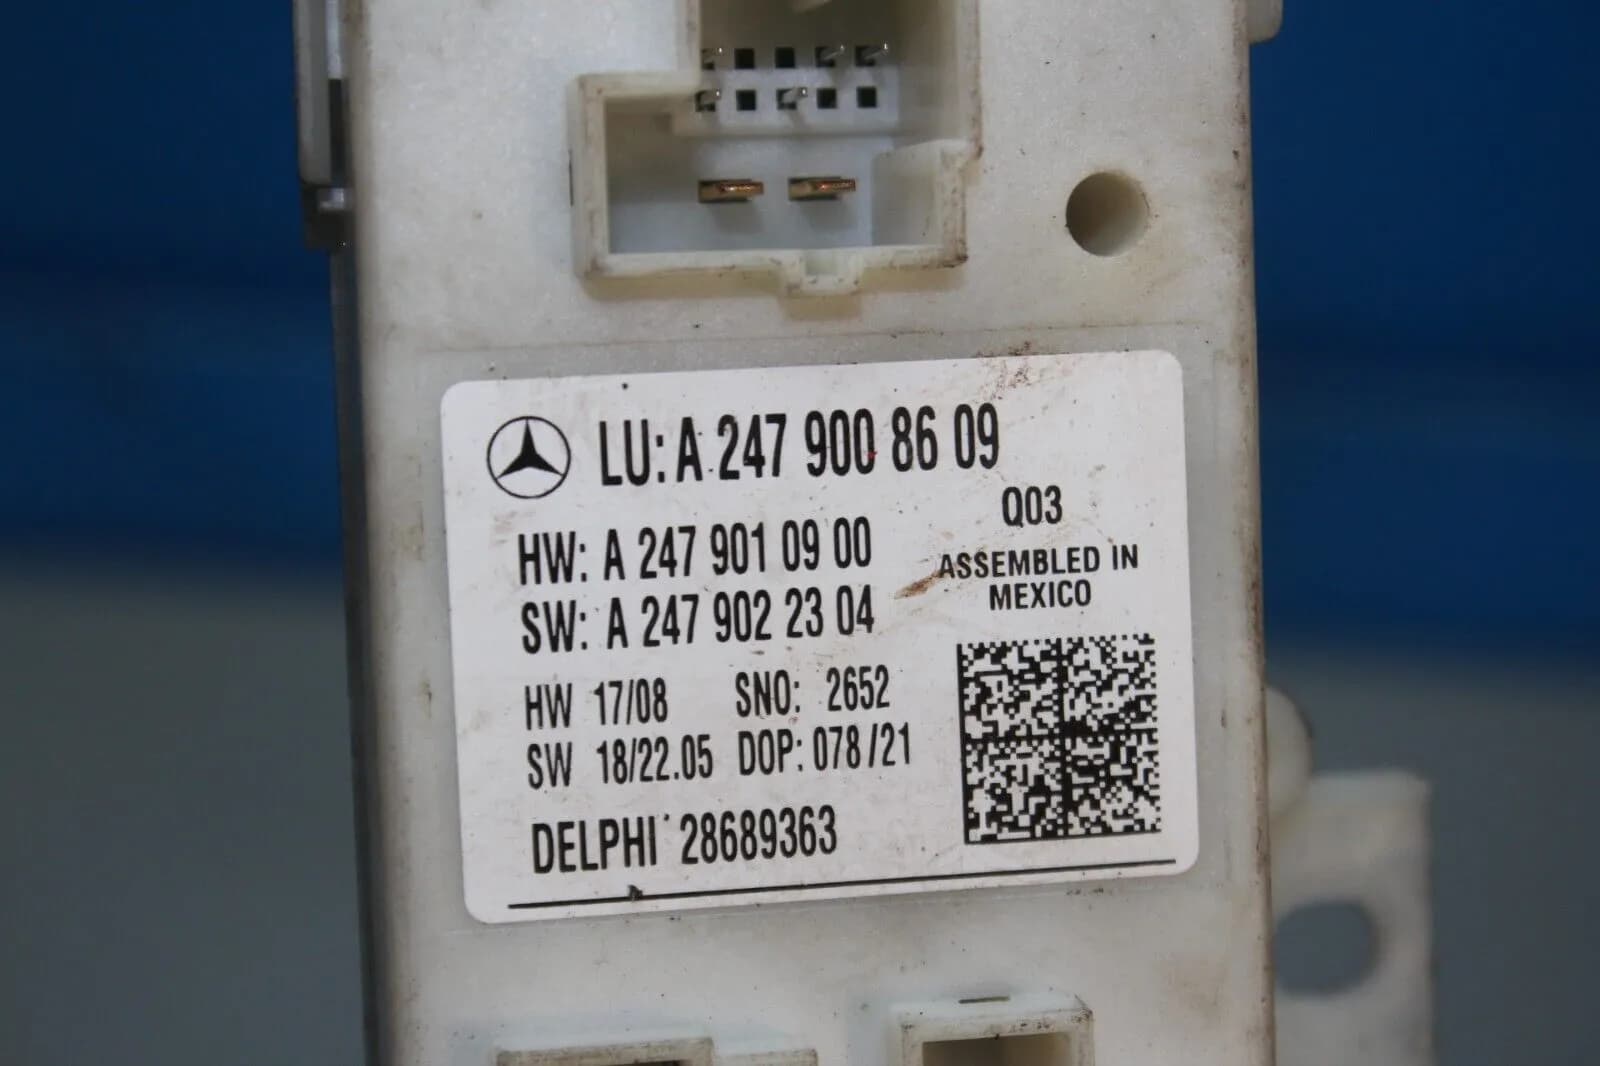 LU: A 247 900 86 09
Q03
HW: A 247 901 09 00
ASSEMBLED IN
MEXICO
SW: A 247 902 23 04
HW 17/08 SNO: 2652
SW 18/22.05 DOP: 078/21
DELPHI 28689363